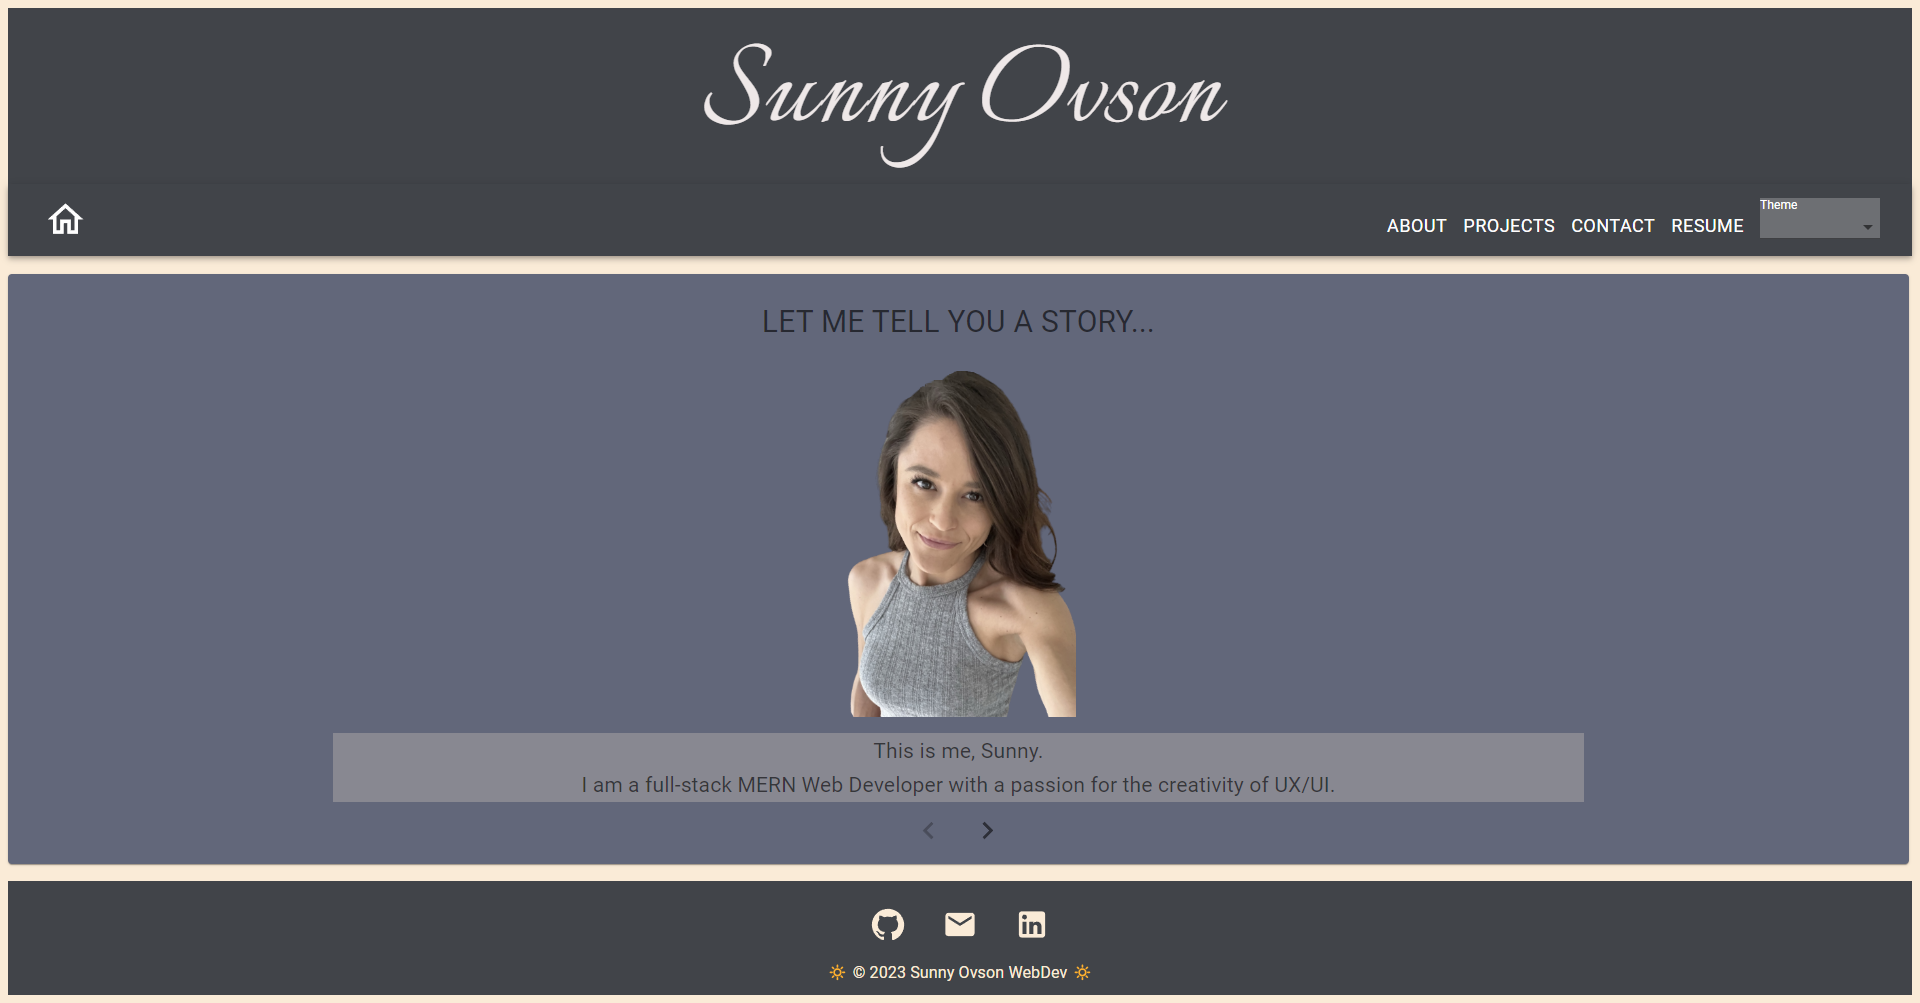 Sunny Ovson
ABOUT PROJECTS CONTACT RESUME Theme
LET ME TELL YOU A STORY...
This is me, Sunny.
I am a full-stack MERN Web Developer with a passion for the creativity of UX/UI.
in
© 2023 Sunny Ovson WebDev